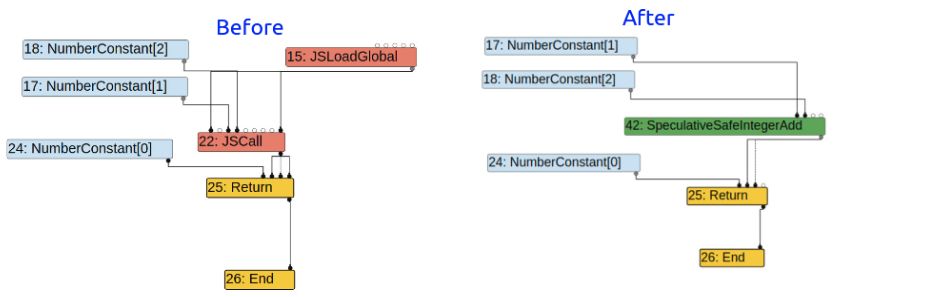 Before
18: NumberConstant[2]
15: JSLoadGlobal
17: NumberConstant[1]
22: JSCall
24: NumberConstant[0]
25: Return
26: End
After
17: NumberConstant[1]
18: NumberConstant[2]
42: SpeculativeSafeIntegerAdd
24: NumberConstant[0]
25: Return
26: End